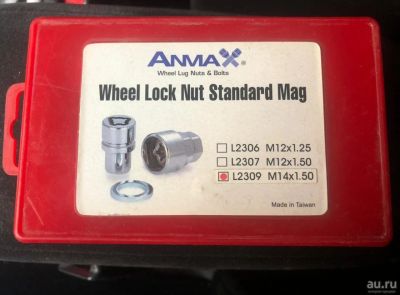 ANMAX®
Wheel Lug Nuts & Bolts
Wheel Lock Nut Standard Mag
L2306 M12x1.25
L2307 M12x1.50
L2309 M14x1.50
Made in Taiwan
au.ru